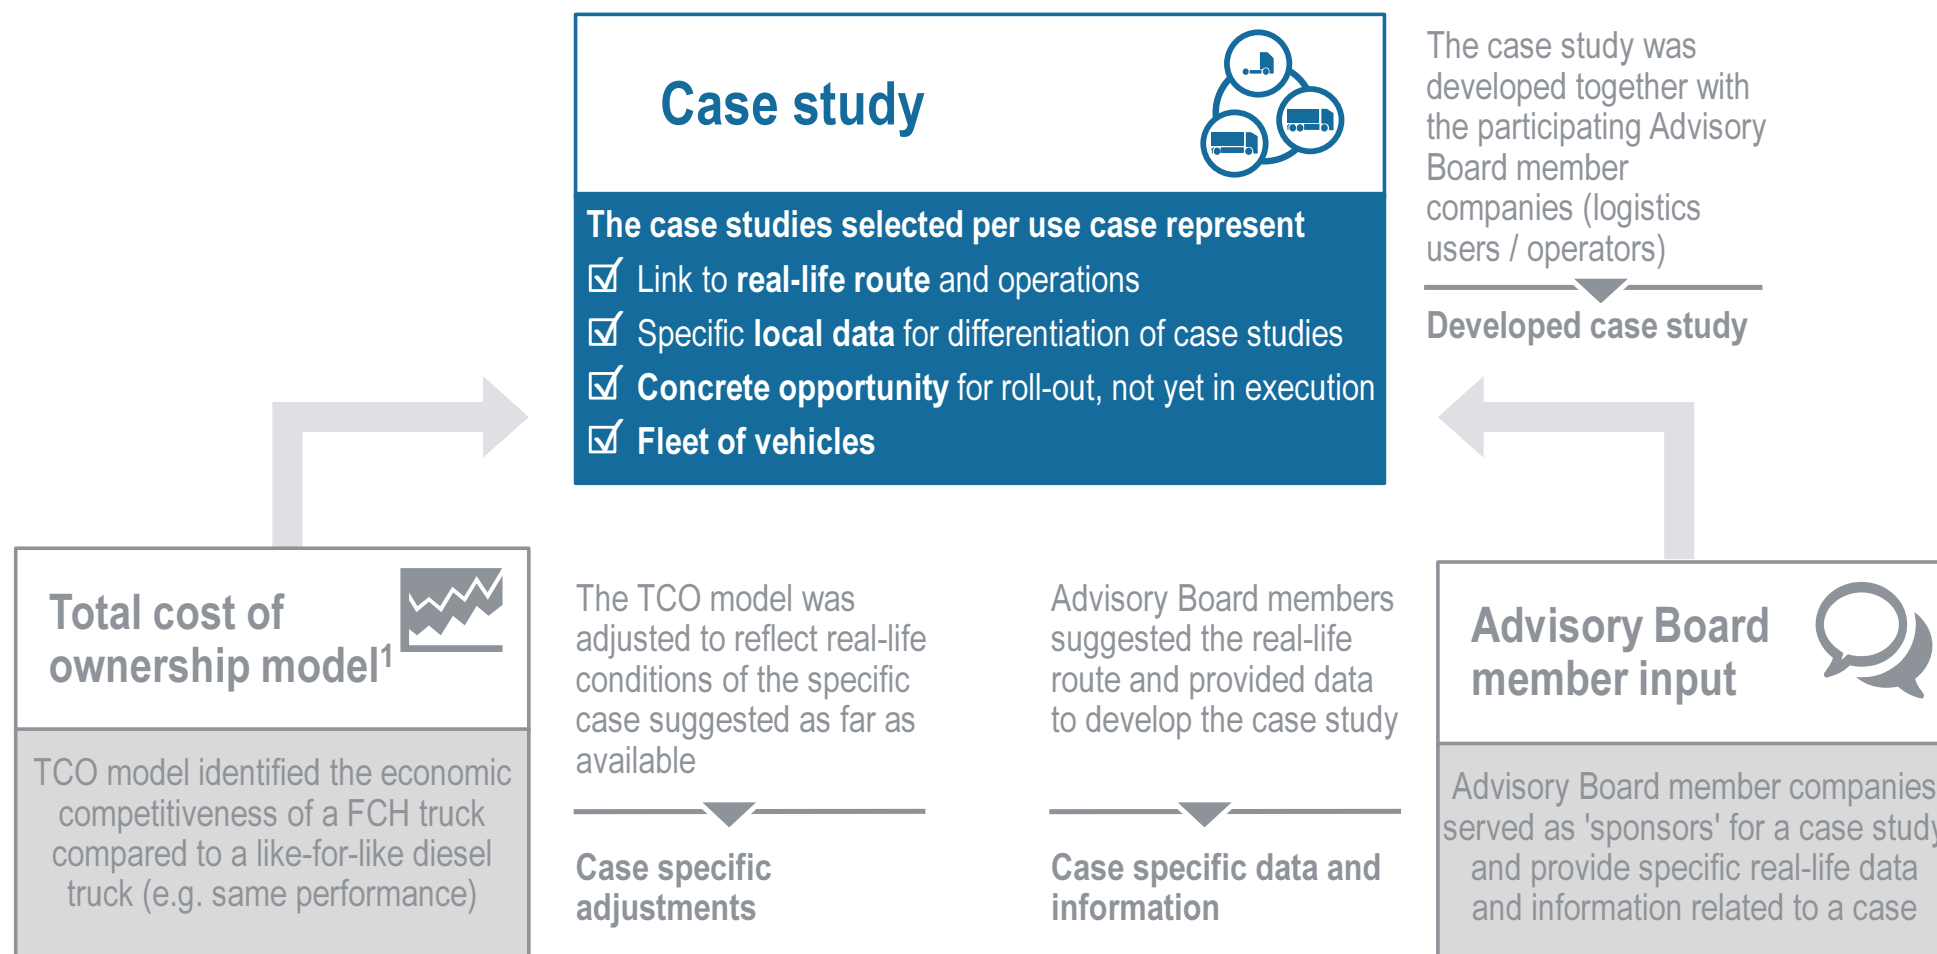 Case study
The case studies selected per use case represent
Link to real-life route and operations
Specific local data for differentiation of case studies
Concrete opportunity for roll-out, not yet in execution
Fleet of vehicles
The case study was
developed together with
the participating Advisory
Board member
companies (logistics
users / operators)
Developed case study
Total cost of
ownership model1
TCO model identified the economic
competitiveness of a FCH truck
compared to a like-for-like diesel
truck (e.g. same performance)
The TCO model was
adjusted to reflect real-life
conditions of the specific
case suggested as far as
available
Case specific
adjustments
Advisory Board members
suggested the real-life
route and provided data
to develop the case study
Case specific data and
information
Advisory Board
member input
Advisory Board member companies
served as 'sponsors' for a case study
and provide specific real-life data
and information related to a case